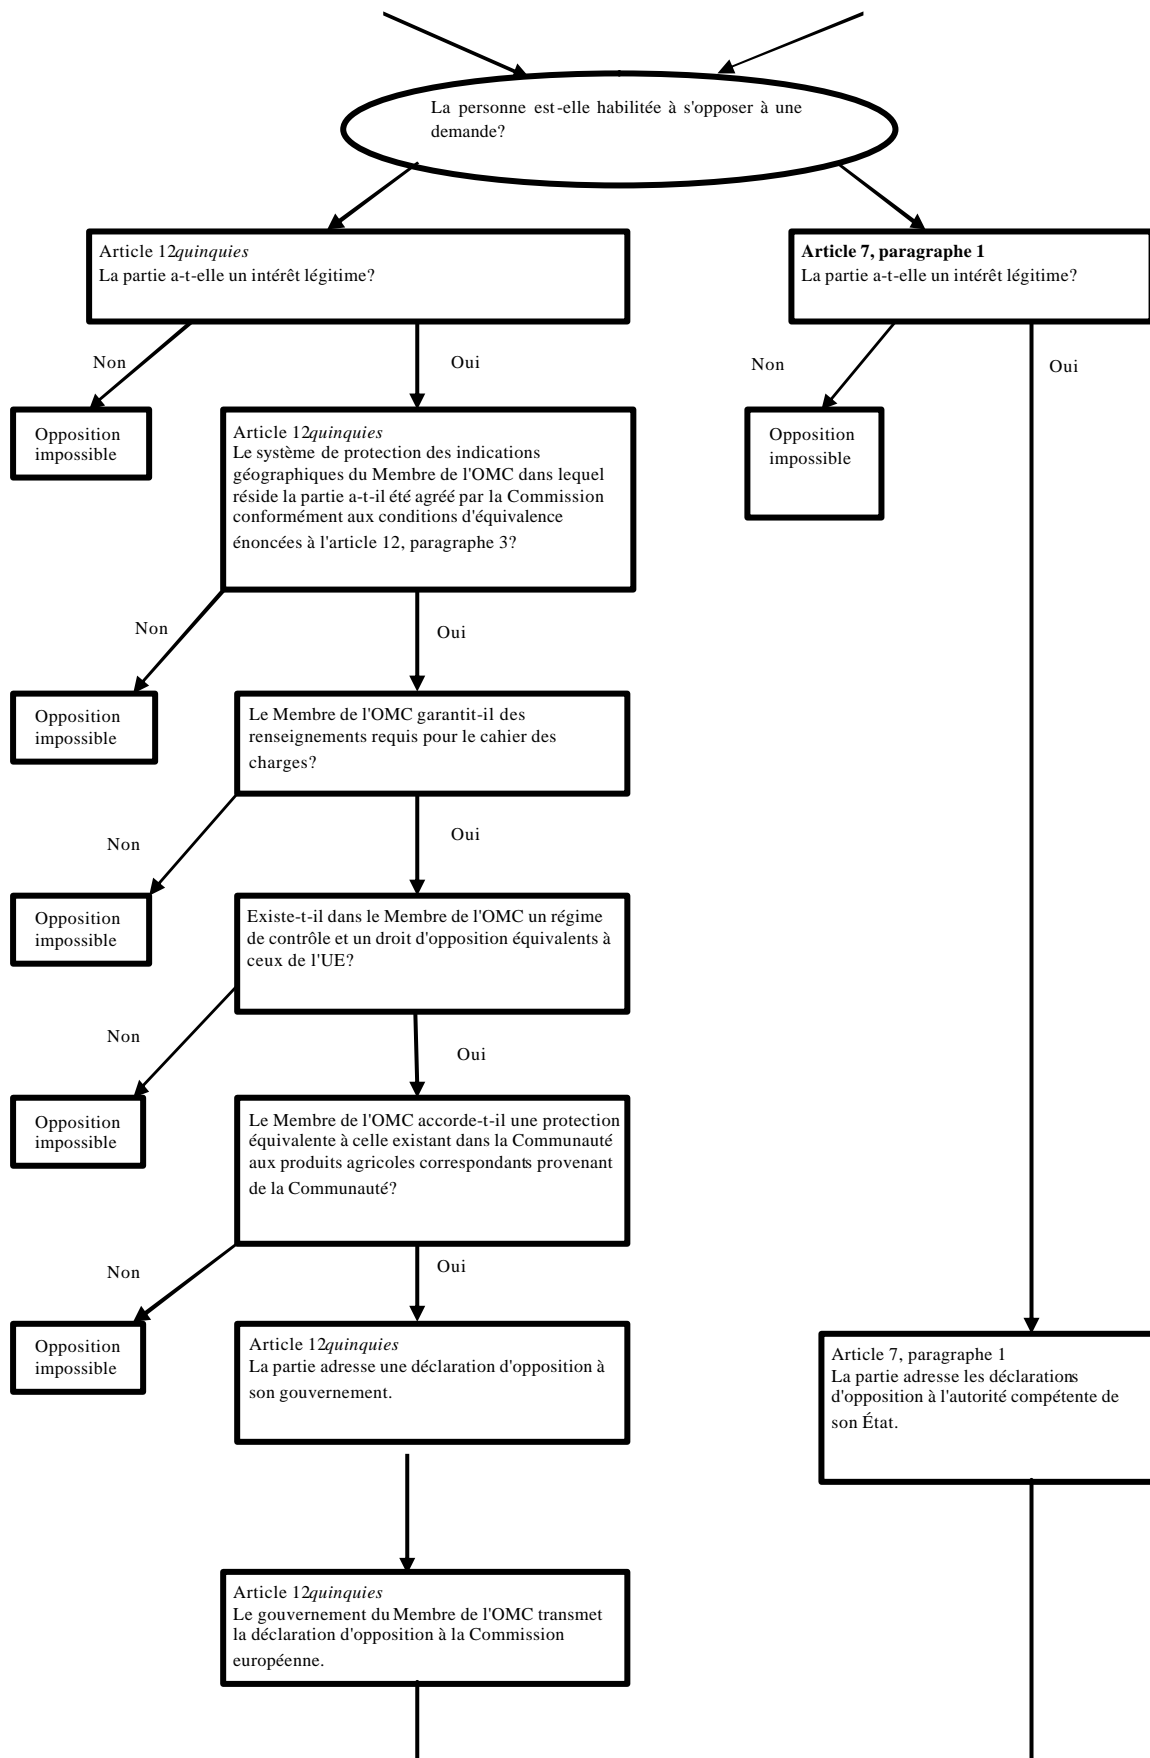 La personne est-elle habilitée à s'opposer à une
demande?
Article 12quinquies
La partie a-t-elle un intérêt légitime?
Article 7, paragraphe 1
La partie a-t-elle un intérêt légitime?
Non
Oui
Non
Oui
Opposition
impossible
Article 12quinquies
Le système de protection des indications
géographiques du Membre de l'OMC dans lequel
réside la partie a-t-il été agréé par la Commission
conformément aux conditions d'équivalence
énoncées à l'article 12, paragraphe 3?
Opposition
impossible
Non
Oui
Opposition
impossible
Le Membre de l'OMC garantit-il des
renseignements requis pour le cahier des
charges?
Non
Oui
Opposition
impossible
Existe-t-il dans le Membre de l'OMC un régime
de contrôle et un droit d'opposition équivalents à
ceux de l'UE?
Non
Oui
Opposition
impossible
Le Membre de l'OMC accorde-t-il une protection
équivalente à celle existant dans la Communauté
aux produits agricoles correspondants provenant
de la Communauté?
Non
Oui
Opposition
impossible
Article 12quinquies
La partie adresse une déclaration d'opposition à
son gouvernement.
Article 7, paragraphe 1
La partie adresse les déclarations
d'opposition à l'autorité compétente de
son État.
Article 12quinquies
Le gouvernement du Membre de l'OMC transmet
la déclaration d'opposition à la Commission
européenne.